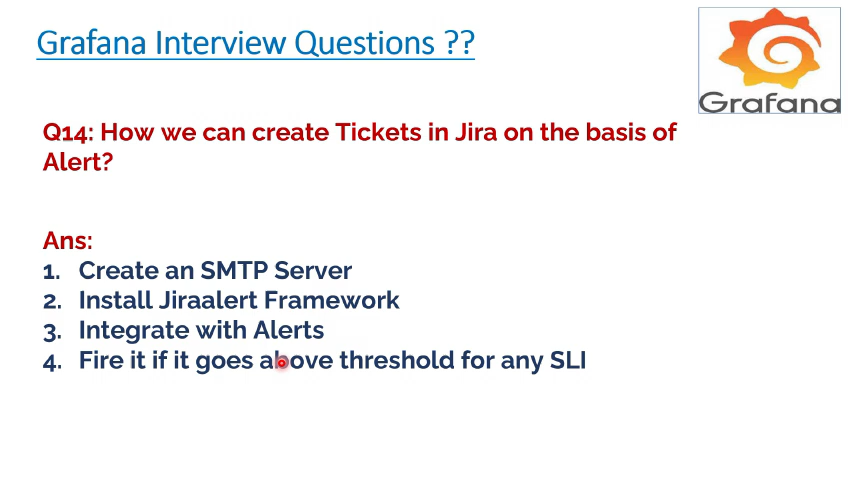 Grafana Interview Questions ??
Grafana
Q14: How we can create Tickets in Jira on the basis of
Alert?
Ans:
1. Create an SMTP Server
2. Install Jiraalert Framework
3. Integrate with Alerts
4. Fire it if it goes above threshold for any SLI